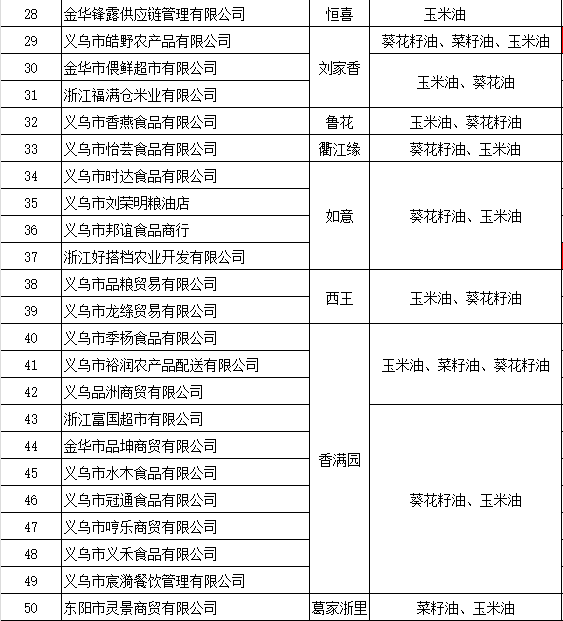 28 金华锋露供应链管理有限公司 恒喜 玉米油
29 义乌市皓野农产品有限公司 刘家香 葵花籽油、菜籽油、玉米油
30 金华市偎鲜超市有限公司 玉米油、葵花油
31 浙江福满仓米业有限公司
32 义乌市香燕食品有限公司 鲁花 玉米油、葵花籽油
33 义乌市怡芸食品有限公司 衢江缘 葵花籽油、玉米油
34 义乌市时达食品有限公司 如意 葵花籽油、玉米油
35 义乌市刘荣明粮油店
36 义乌市邦谊食品商行
37 浙江好搭档农业开发有限公司
38 义乌市品粮贸易有限公司 西王 玉米油、葵花籽油
39 义乌市龙绦贸易有限公司
40 义乌市季杨食品有限公司 香满园 玉米油、菜籽油、葵花籽油
41 义乌市裕润农产品配送有限公司
42 义乌品洲商贸有限公司
43 浙江富国超市有限公司 葵花籽油、玉米油
44 金华市品坤商贸有限公司
45 义乌市水木食品有限公司
46 义乌市冠通食品有限公司
47 义乌市哼乐商贸有限公司
48 义乌市义禾食品有限公司
49 义乌市宸漪餐饮管理有限公司
50 东阳市灵景商贸有限公司 葛家浙里 菜籽油、玉米油